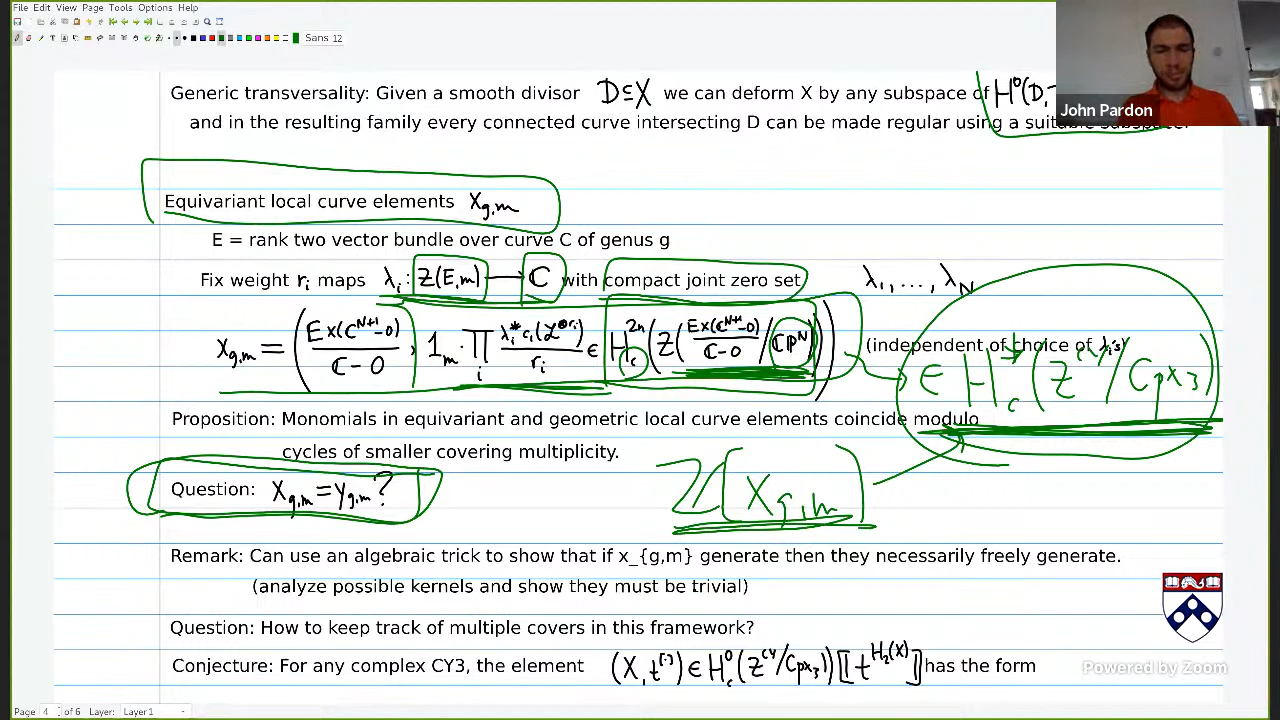 File Edit View Page Tools Options Help
Sans 12
Generic transversality: Given a smooth divisor D ⊆ X we can deform X by any subspace of H⁰(D,
and in the resulting family every connected curve intersecting D can be made regular using a suitable
John Pardon
Equivariant local curve elements x_{g,m}
E = rank two vector bundle over curve C of genus g
Fix weight r_i maps λ_i : Z(E,m) → ℂ with compact joint zero set λ_1, ..., λ_N
x_{g,m} = ( E×(ℂ^{N+1}−0) / ℂ−0 , 1_m · ∏_i λ_i^* c_1(L^{⊗r_i}) / r_i ∈ H_c^{2n}(Z( E×(ℂ^{N+1}−0) / ℂ−0 / ℂP^N )) ) (independent of choice of λ_i's)
∈ H_c^*(Z^{CY}/Cpx_3)
Proposition: Monomials in equivariant and geometric local curve elements coincide modulo
cycles of smaller covering multiplicity.
Question: x_{g,m} = y_{g,m} ?
ℤ[x_{g,m}]
Remark: Can use an algebraic trick to show that if x_{g,m} generate then they necessarily freely generate.
(analyze possible kernels and show they must be trivial)
Question: How to keep track of multiple covers in this framework?
Conjecture: For any complex CY3, the element (X, t^{[·]}) ∈ H_c^0(Z^{CY}/Cpx_3)[[t^{H_2(X)}]] has the form
Powered by Zoom
Page 4 of 6 Layer: Layer 1